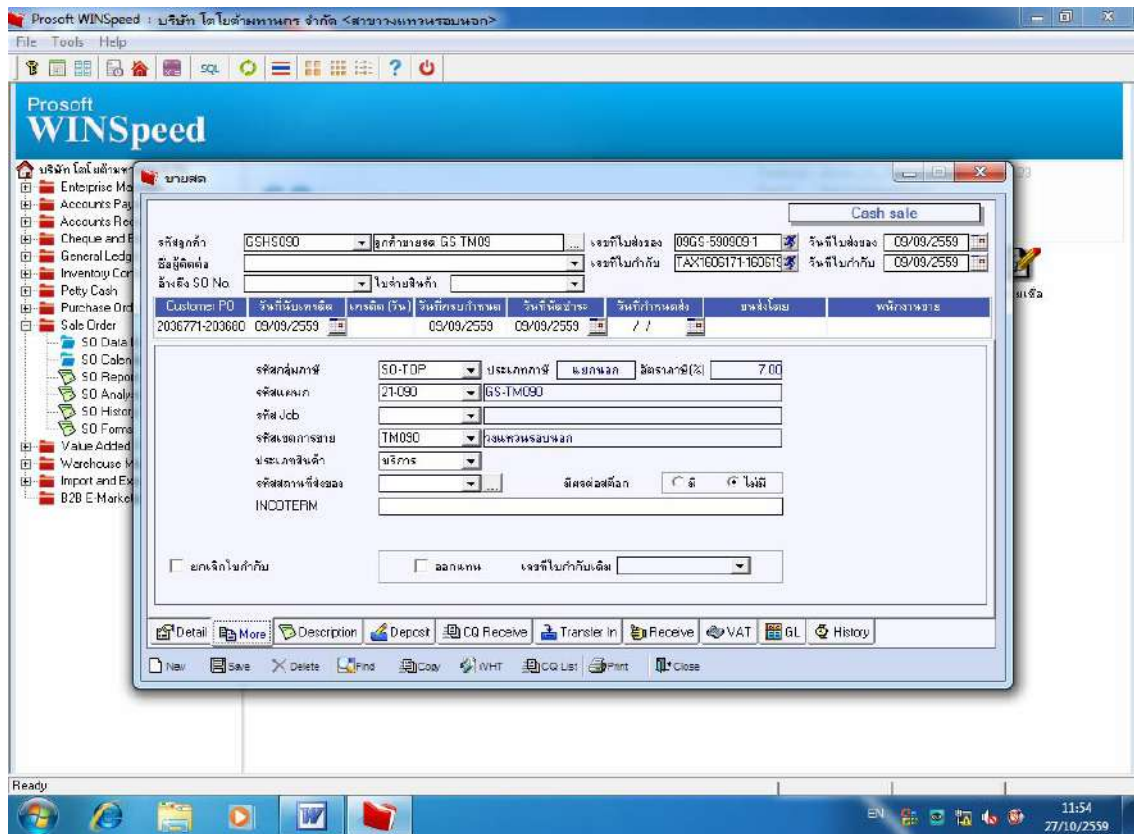 Prosoft WINSpeed : บริษัท โตโยต้ามหานคร จำกัด <สาขาวงแหวนรอบนอก>
File Tools Help
SQL
Prosoft
WINSpeed
บริษัท โตโยต้ามหา
Enterprise Ma
Accounts Pay
Accounts Rec
Cheque and B
General Ledg
Inventory Con
Petty Cash
Purchase Ord
Sale Order
SO Data
SO Calen
SO Repo
SO Analy
SO Histor
SO Forms
Value Added
Warehouse M
Import and Ex
B2B E-Market
ขายสด
Cash sale
รหัสลูกค้า GSHS090 ลูกค้าขายสด GS TM09 ... เลขที่ใบส่งของ 09GS-590909-1 วันที่ใบส่งของ 09/09/2559
ชื่อผู้ติดต่อ เลขที่ใบกำกับ TAX1606171-160619 วันที่ใบกำกับ 09/09/2559
อ้างถึง SO No. ใบจ่ายสินค้า
Customer PO วันที่นับเครดิต เครดิต (วัน) วันที่ครบกำหนด วันที่นัดชำระ วันที่กำหนดส่ง ขนส่งโดย พนักงานขาย
2036771-203680 09/09/2559 09/09/2559 09/09/2559 / /
รหัสกลุ่มภาษี SO-TOP ประเภทภาษี แยกนอก อัตราภาษี(%) 7.00
รหัสแผนก 21-090 GS-TM090
รหัส Job
รหัสเขตการขาย TM090 วงแหวนรอบนอก
ประเภทสินค้า บริการ
รหัสสถานที่ส่งของ ... มีผลต่อสต็อก มี ไม่มี
INCOTERM
ยกเลิกใบกำกับ ออกแทน เลขที่ใบกำกับเดิม
Detail More Description Deposit CQ Receive Transfer In Receive VAT GL History
New Save Delete Find Copy WHT CQ List Print Close
Ready
EN 11:54
27/10/2559